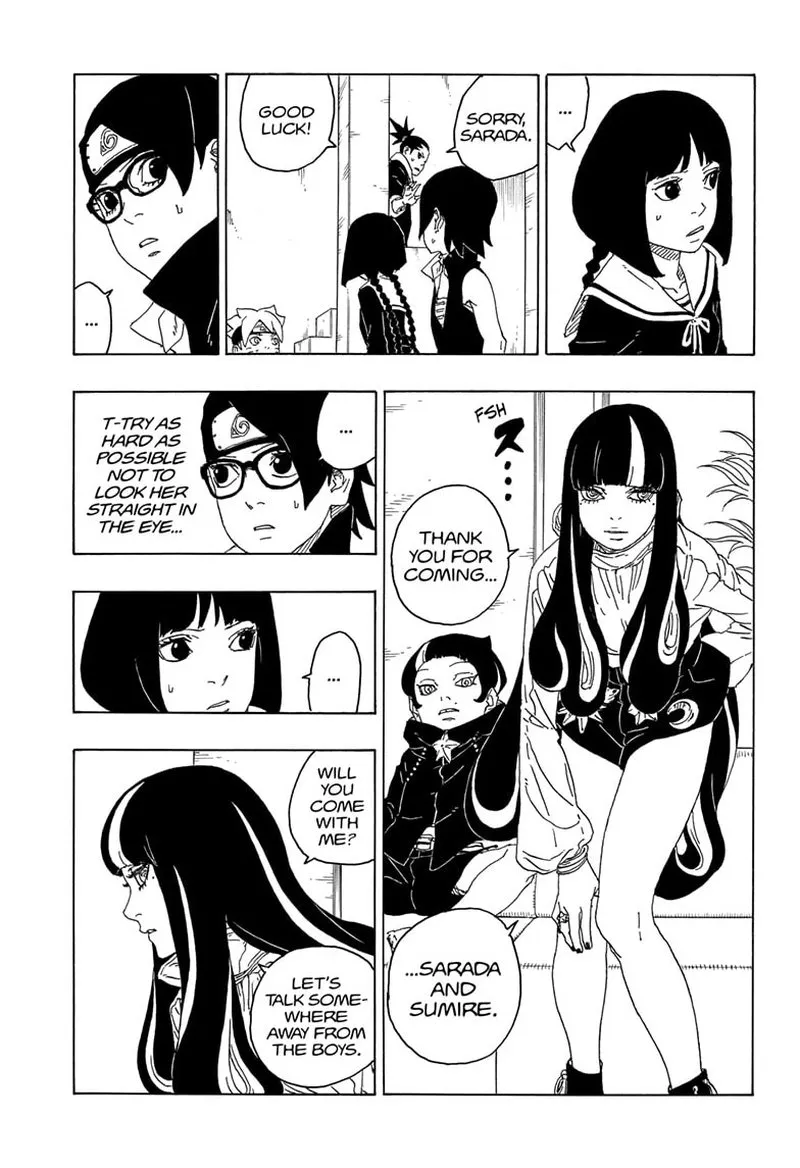 ...
SORRY,
SARADA.
GOOD
LUCK!
...
FSH
ス...
THANK
YOU FOR
COMING...
...SARADA
AND
SUMIRE.
...
T-TRY AS
HARD AS
POSSIBLE
NOT TO
LOOK HER
STRAIGHT IN
THE EYE...
...
WILL
YOU
COME
WITH
ME?
LET'S
TALK SOME-
WHERE
AWAY FROM
THE BOYS.